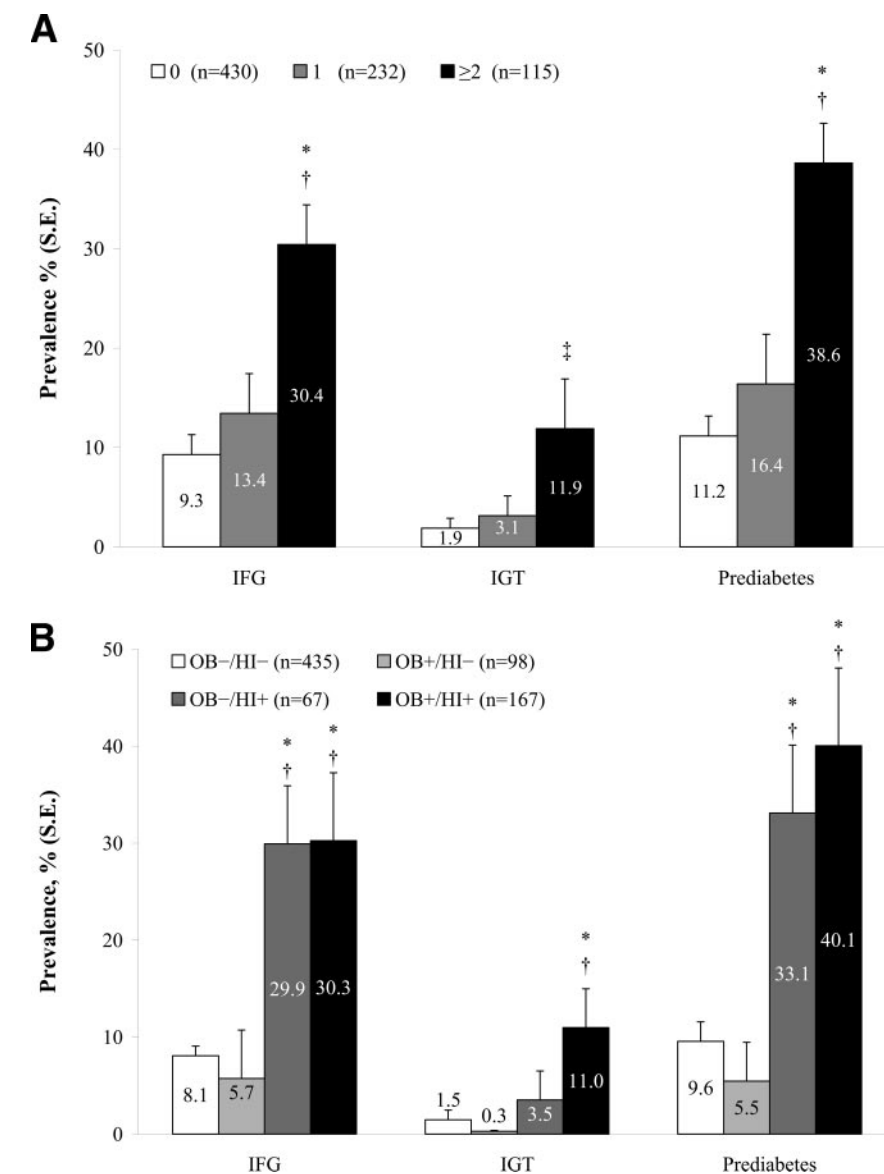 A
50
0 (n=430) 1 (n=232) ≥2 (n=115)
* †
40
* †
30
20
‡
10
0
Prevalence % (S.E.)
9.3 13.4 30.4
1.9 3.1 11.9
11.2 16.4 38.6
IFG IGT Prediabetes
B
50
OB−/HI− (n=435) OB+/HI− (n=98)
OB−/HI+ (n=67) OB+/HI+ (n=167)
* †
* †
* †
* †
40
30
20
* †
10
0
Prevalence, % (S.E.)
8.1 5.7 29.9 30.3
1.5 0.3 3.5 11.0
9.6 5.5 33.1 40.1
IFG IGT Prediabetes